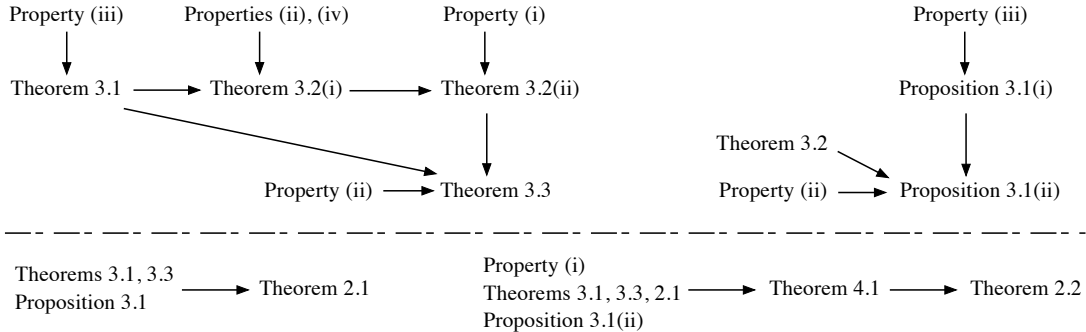 Property (iii)
Properties (ii), (iv)
Property (i)
Property (iii)
Theorem 3.1
Theorem 3.2(i)
Theorem 3.2(ii)
Proposition 3.1(i)
Theorem 3.2
Property (ii)
Theorem 3.3
Property (ii)
Proposition 3.1(ii)
Theorems 3.1, 3.3
Proposition 3.1
Theorem 2.1
Property (i)
Theorems 3.1, 3.3, 2.1
Proposition 3.1(ii)
Theorem 4.1
Theorem 2.2